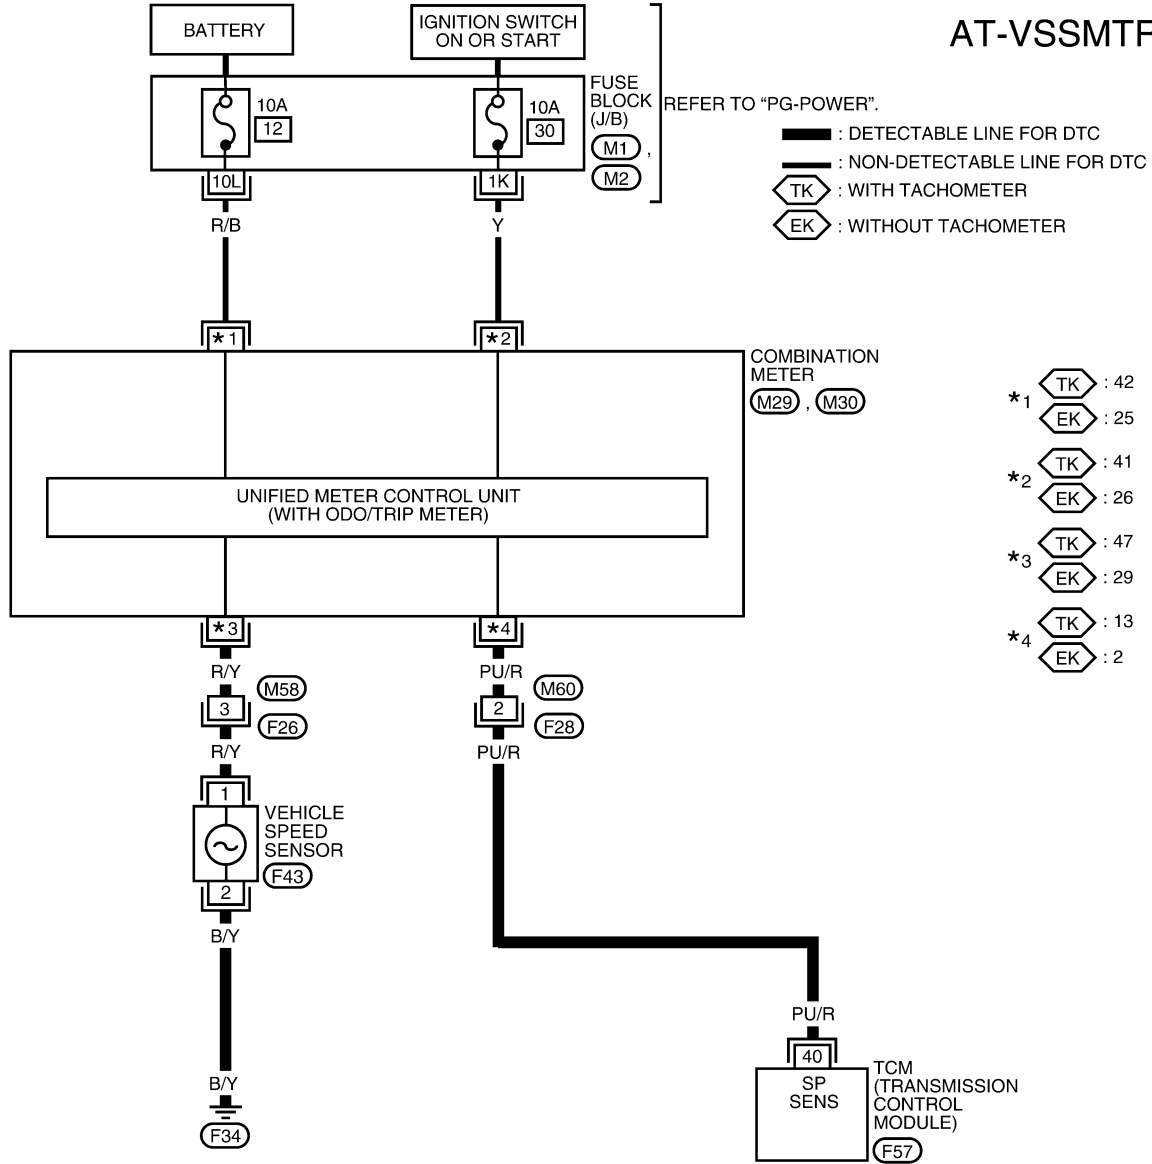 AT-VSSMTR
BATTERY
IGNITION SWITCH
ON OR START
10A
12
10A
30
FUSE
BLOCK
(J/B)
M1 ,
M2
REFER TO “PG-POWER”.
: DETECTABLE LINE FOR DTC
: NON-DETECTABLE LINE FOR DTC
TK : WITH TACHOMETER
EK : WITHOUT TACHOMETER
10L
1K
R/B
Y
*1
*2
COMBINATION
METER
M29 , M30
UNIFIED METER CONTROL UNIT
(WITH ODO/TRIP METER)
*1
TK : 42
EK : 25
*2
TK : 41
EK : 26
*3
TK : 47
EK : 29
*4
TK : 13
EK : 2
*3
*4
R/Y
PU/R
M58
M60
3
2
F26
F28
R/Y
PU/R
1
VEHICLE
SPEED
SENSOR
F43
2
B/Y
B/Y
F34
PU/R
40
SP
SENS
TCM
(TRANSMISSION
CONTROL
MODULE)
F57